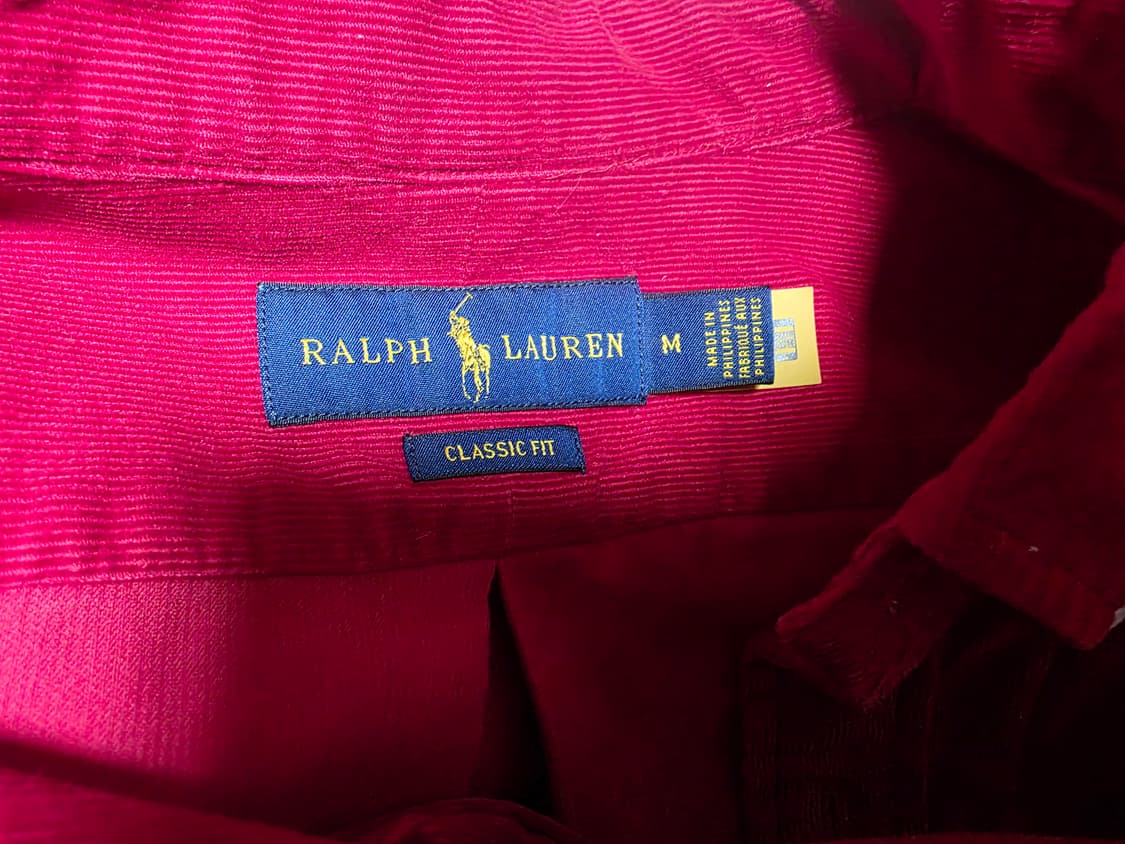 RALPH LAUREN
M
MADE IN
PHILIPPINES
FABRIQUÉ AUX
PHILIPPINES
CLASSIC FIT